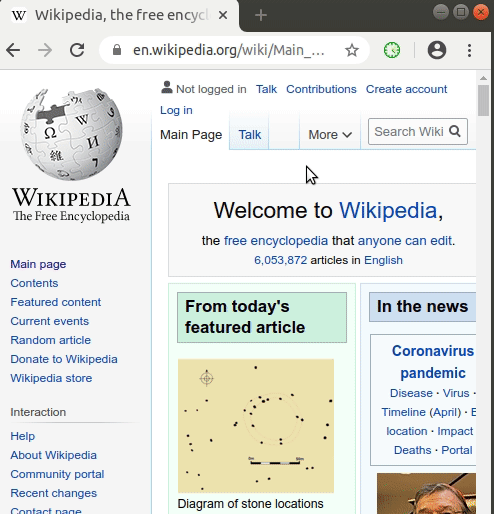 Wikipedia, the free encycl
en.wikipedia.org/wiki/Main_...
Not logged in Talk Contributions Create account
Log in
Main Page Talk More Search Wiki
Ω W И
維
WIKIPEDIA
The Free Encyclopedia
Welcome to Wikipedia,
the free encyclopedia that anyone can edit.
6,053,872 articles in English
Main page
Contents
Featured content
Current events
Random article
Donate to Wikipedia
Wikipedia store
Interaction
Help
About Wikipedia
Community portal
Recent changes
Contact page
From today's
featured article
Diagram of stone locations
In the news
Coronavirus
pandemic
Disease · Virus ·
Timeline (April) · E
location · Impact
Deaths · Portal